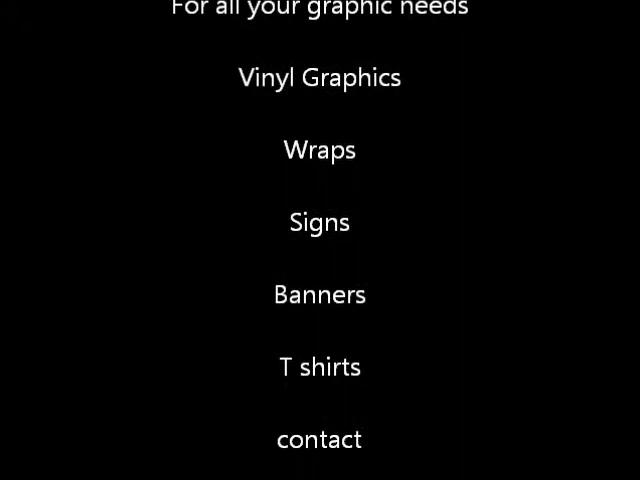 For all your graphic needs
Vinyl Graphics
Wraps
Signs
Banners
T shirts
contact